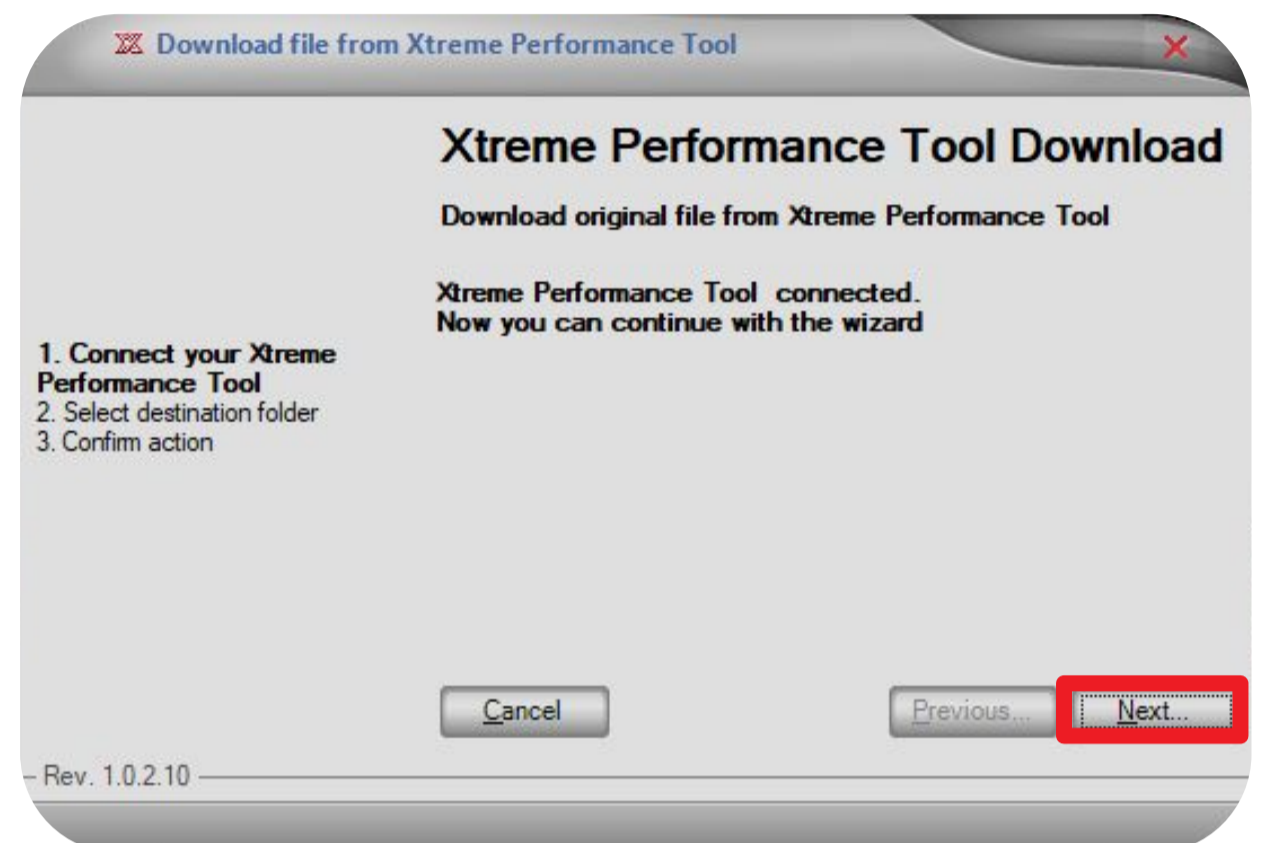 Download file from Xtreme Performance Tool
Xtreme Performance Tool Download
Download original file from Xtreme Performance Tool
Xtreme Performance Tool connected.
Now you can continue with the wizard
1. Connect your Xtreme
Performance Tool
2. Select destination folder
3. Confirm action
Cancel
Previous...
Next...
Rev. 1.0.2.10